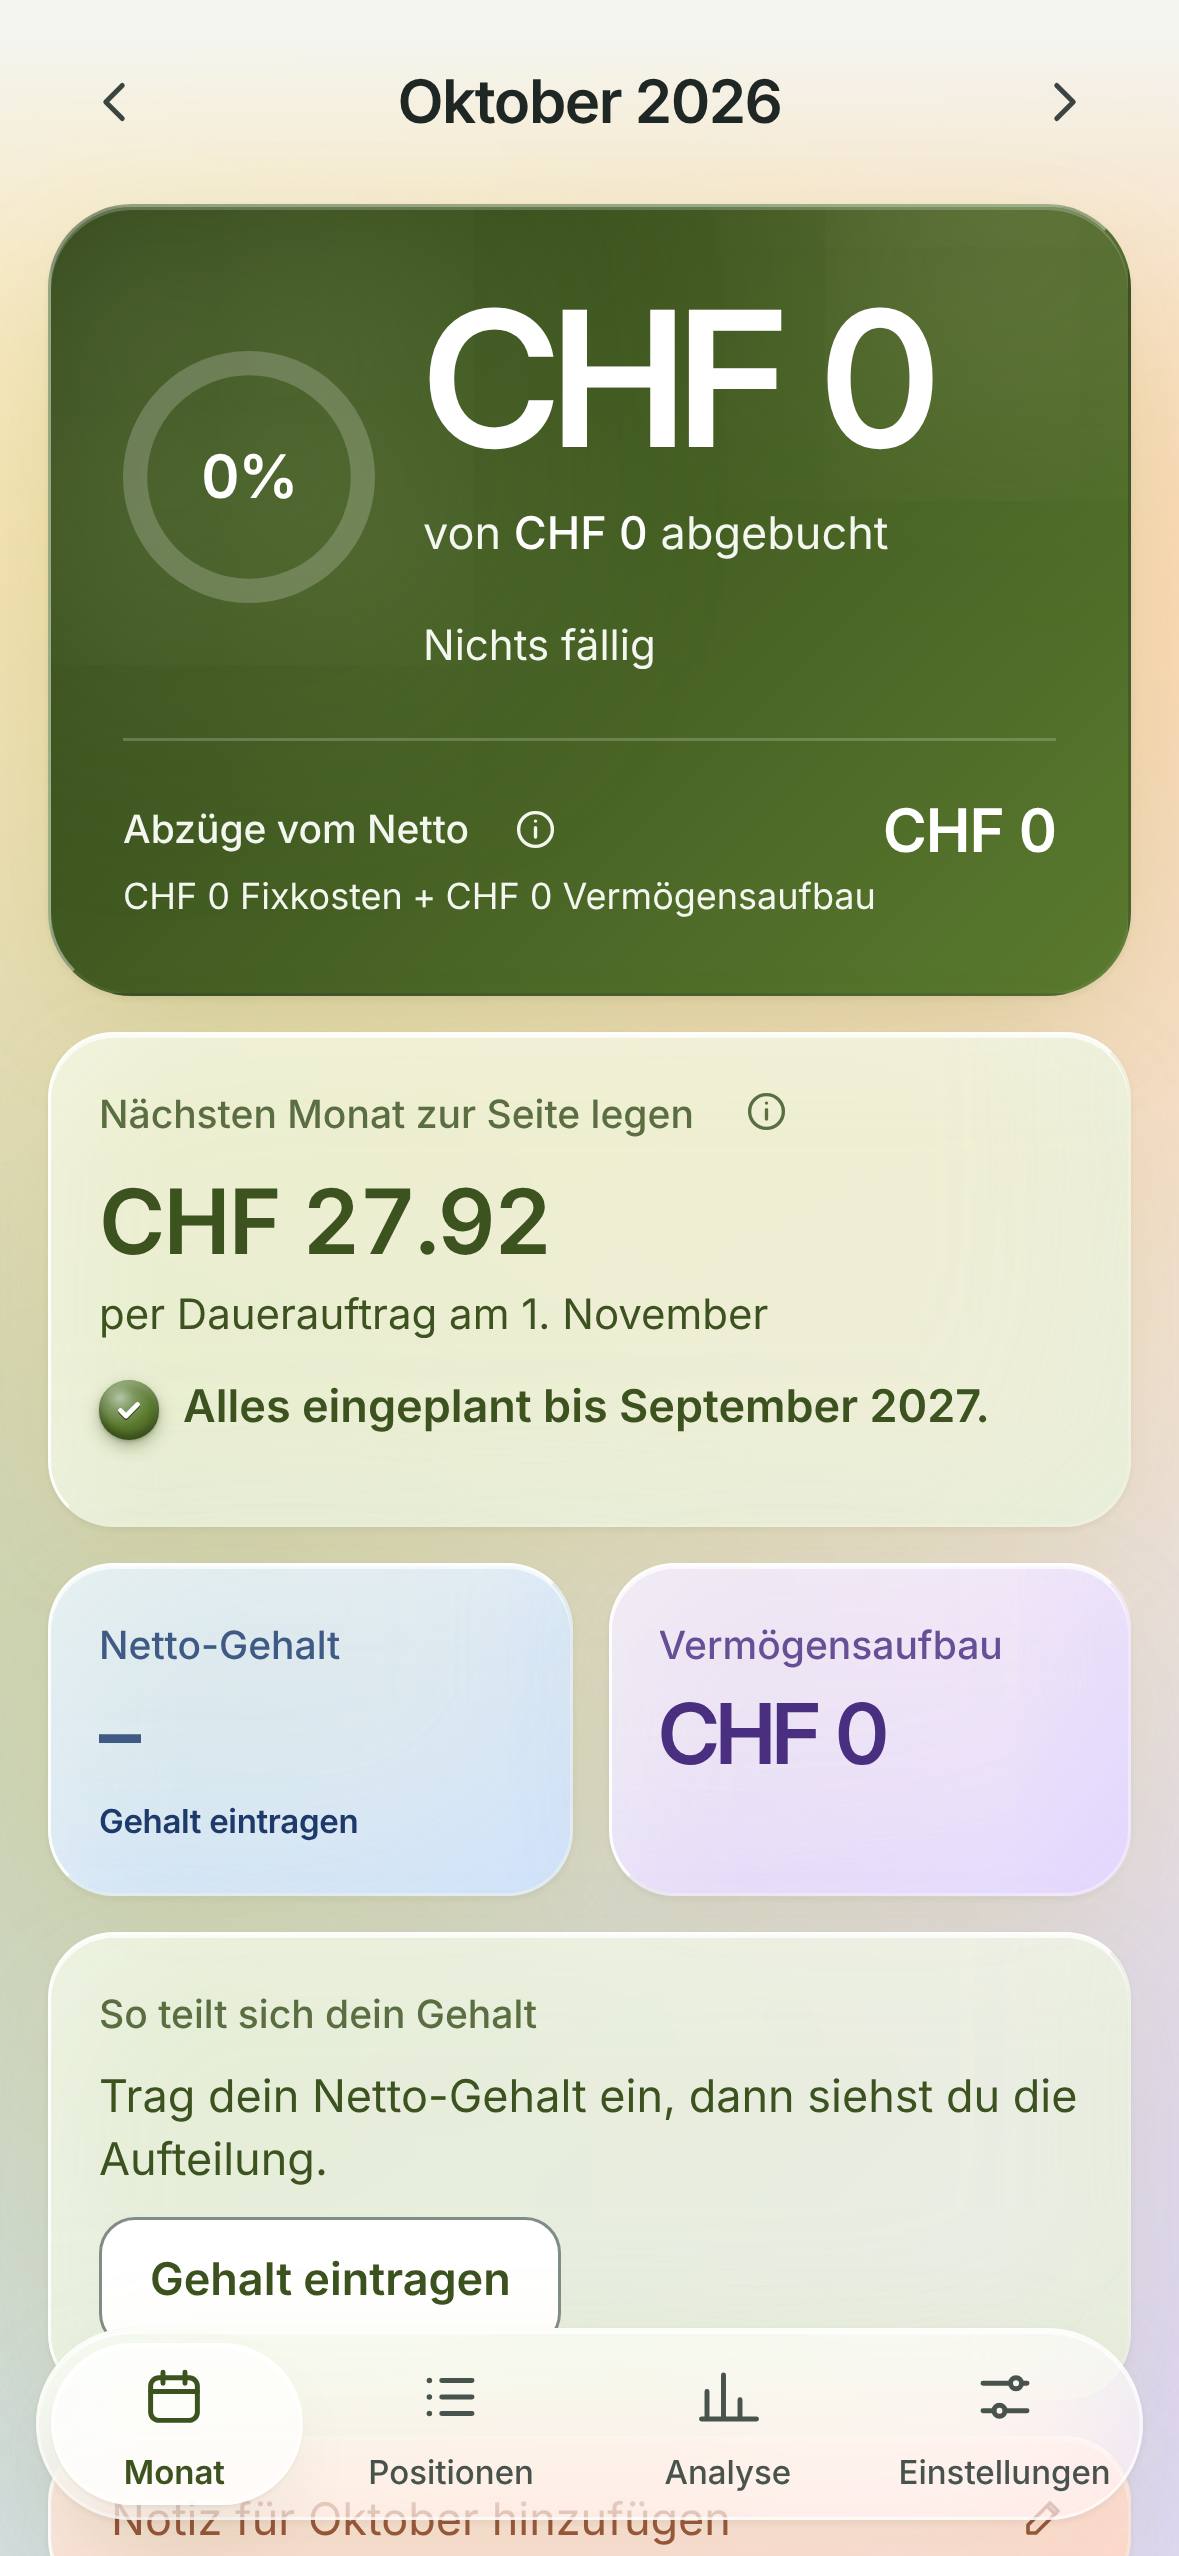 Oktober 2026
CHF 0
0%
von CHF 0 abgebucht
Nichts fällig
Abzüge vom Netto
CHF 0
CHF 0 Fixkosten + CHF 0 Vermögensaufbau
Nächsten Monat zur Seite legen
CHF 27.92
per Dauerauftrag am 1. November
Alles eingeplant bis September 2027.
Netto-Gehalt
–
Gehalt eintragen
Vermögensaufbau
CHF 0
So teilt sich dein Gehalt
Trag dein Netto-Gehalt ein, dann siehst du die
Aufteilung.
Gehalt eintragen
Monat
Positionen
Analyse
Einstellungen
Notiz für Oktober hinzufügen